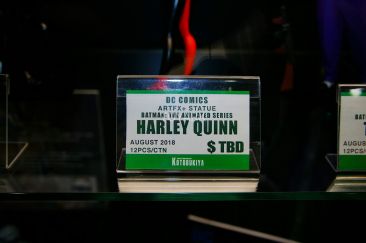 DC COMICS
ARTFX+ STATUE
BATMAN: THE ANIMATED SERIES
HARLEY QUINN
AUGUST 2018
$ TBD
12PCS/CTN
KOTOBUKIYA